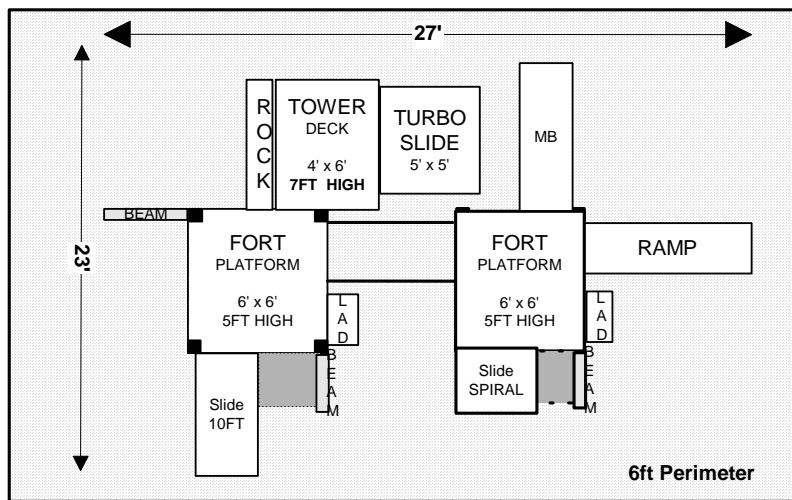 27'
23'
ROCK
TOWER
DECK
4' x 6'
7FT HIGH
TURBO
SLIDE
5' x 5'
MB
BEAM
FORT
PLATFORM
6' x 6'
5FT HIGH
LAD
BEAM
Slide
10FT
FORT
PLATFORM
6' x 6'
5FT HIGH
RAMP
LAD
BEAM
Slide
SPIRAL
6ft Perimeter